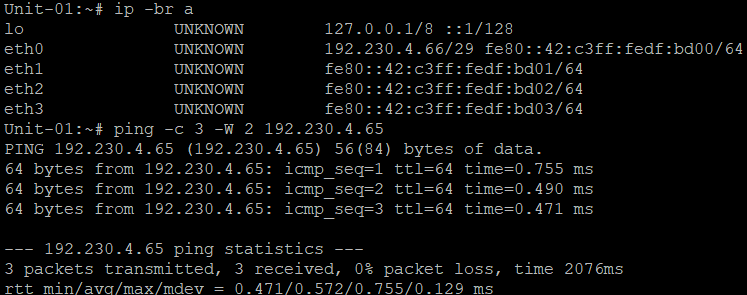 Unit-01:~# ip -br a
lo               UNKNOWN        127.0.0.1/8 ::1/128
eth0             UNKNOWN        192.230.4.66/29 fe80::42:c3ff:fedf:bd00/64
eth1             UNKNOWN        fe80::42:c3ff:fedf:bd01/64
eth2             UNKNOWN        fe80::42:c3ff:fedf:bd02/64
eth3             UNKNOWN        fe80::42:c3ff:fedf:bd03/64
Unit-01:~# ping -c 3 -W 2 192.230.4.65
PING 192.230.4.65 (192.230.4.65) 56(84) bytes of data.
64 bytes from 192.230.4.65: icmp_seq=1 ttl=64 time=0.755 ms
64 bytes from 192.230.4.65: icmp_seq=2 ttl=64 time=0.490 ms
64 bytes from 192.230.4.65: icmp_seq=3 ttl=64 time=0.471 ms
--- 192.230.4.65 ping statistics ---
3 packets transmitted, 3 received, 0% packet loss, time 2076ms
rtt min/avg/max/mdev = 0.471/0.572/0.755/0.129 ms